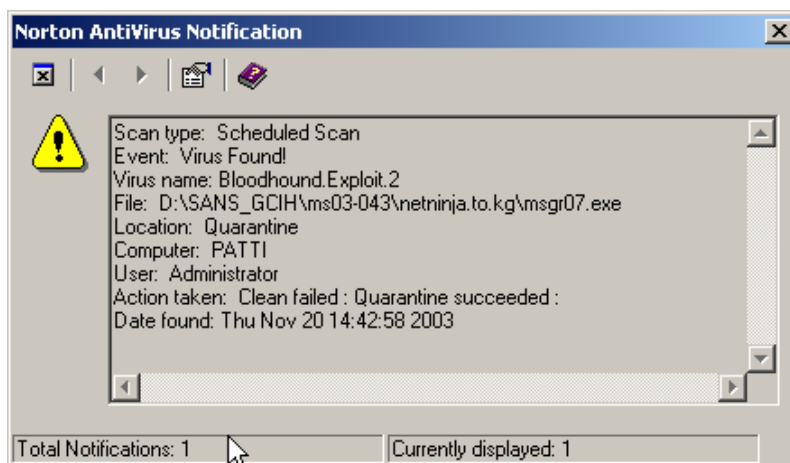 Norton AntiVirus Notification
Scan type: Scheduled Scan
Event: Virus Found!
Virus name: Bloodhound.Exploit.2
File: D:\SANS_GCIH\ms03-043\netninja.to.kg\msgr07.exe
Location: Quarantine
Computer: PATTI
User: Administrator
Action taken: Clean failed : Quarantine succeeded :
Date found: Thu Nov 20 14:42:58 2003
Total Notifications: 1
Currently displayed: 1